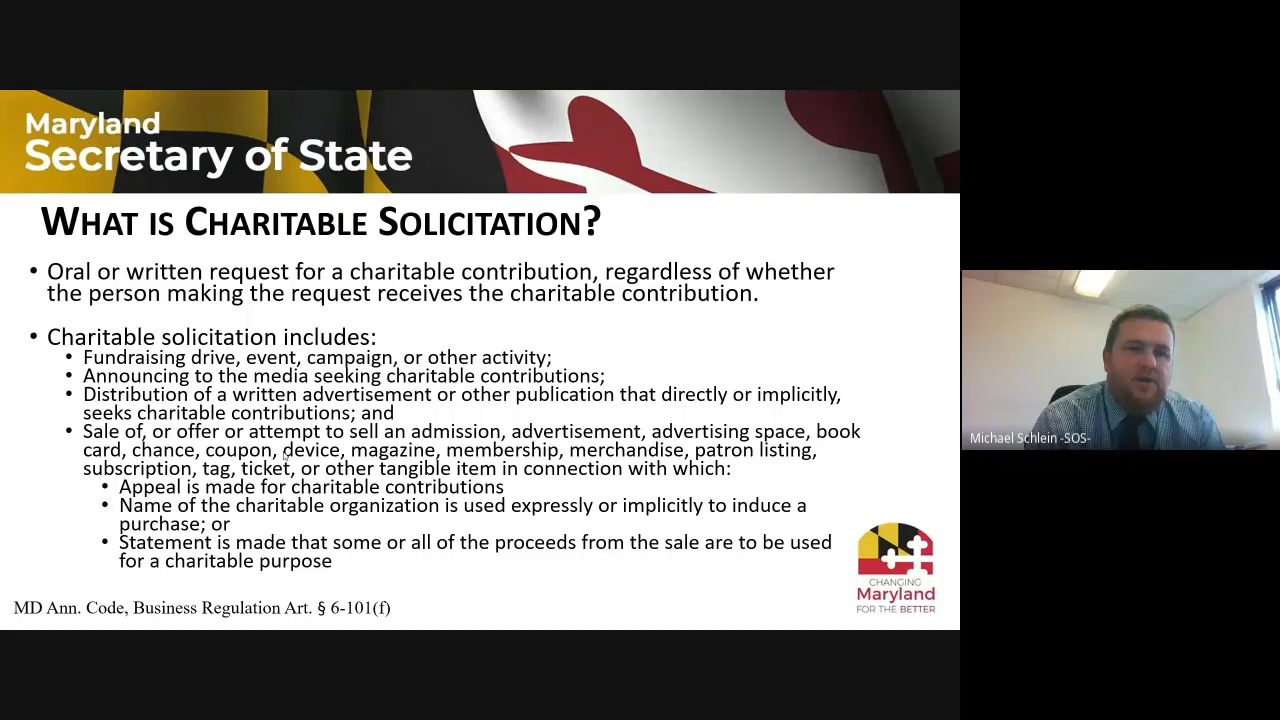 Maryland
Secretary of State
WHAT IS CHARITABLE SOLICITATION?
• Oral or written request for a charitable contribution, regardless of whether
the person making the request receives the charitable contribution.
• Charitable solicitation includes:
• Fundraising drive, event, campaign, or other activity;
• Announcing to the media seeking charitable contributions;
• Distribution of a written advertisement or other publication that directly or implicitly,
seeks charitable contributions; and
• Sale of, or offer or attempt to sell an admission, advertisement, advertising space, book
card, chance, coupon, device, magazine, membership, merchandise, patron listing,
subscription, tag, ticket, or other tangible item in connection with which:
• Appeal is made for charitable contributions
• Name of the charitable organization is used expressly or implicitly to induce a
purchase; or
• Statement is made that some or all of the proceeds from the sale are to be used
for a charitable purpose
MD Ann. Code, Business Regulation Art. § 6-101(f)
CHANGING
Maryland
FOR THE BETTER
Michael Schlein -SOS-